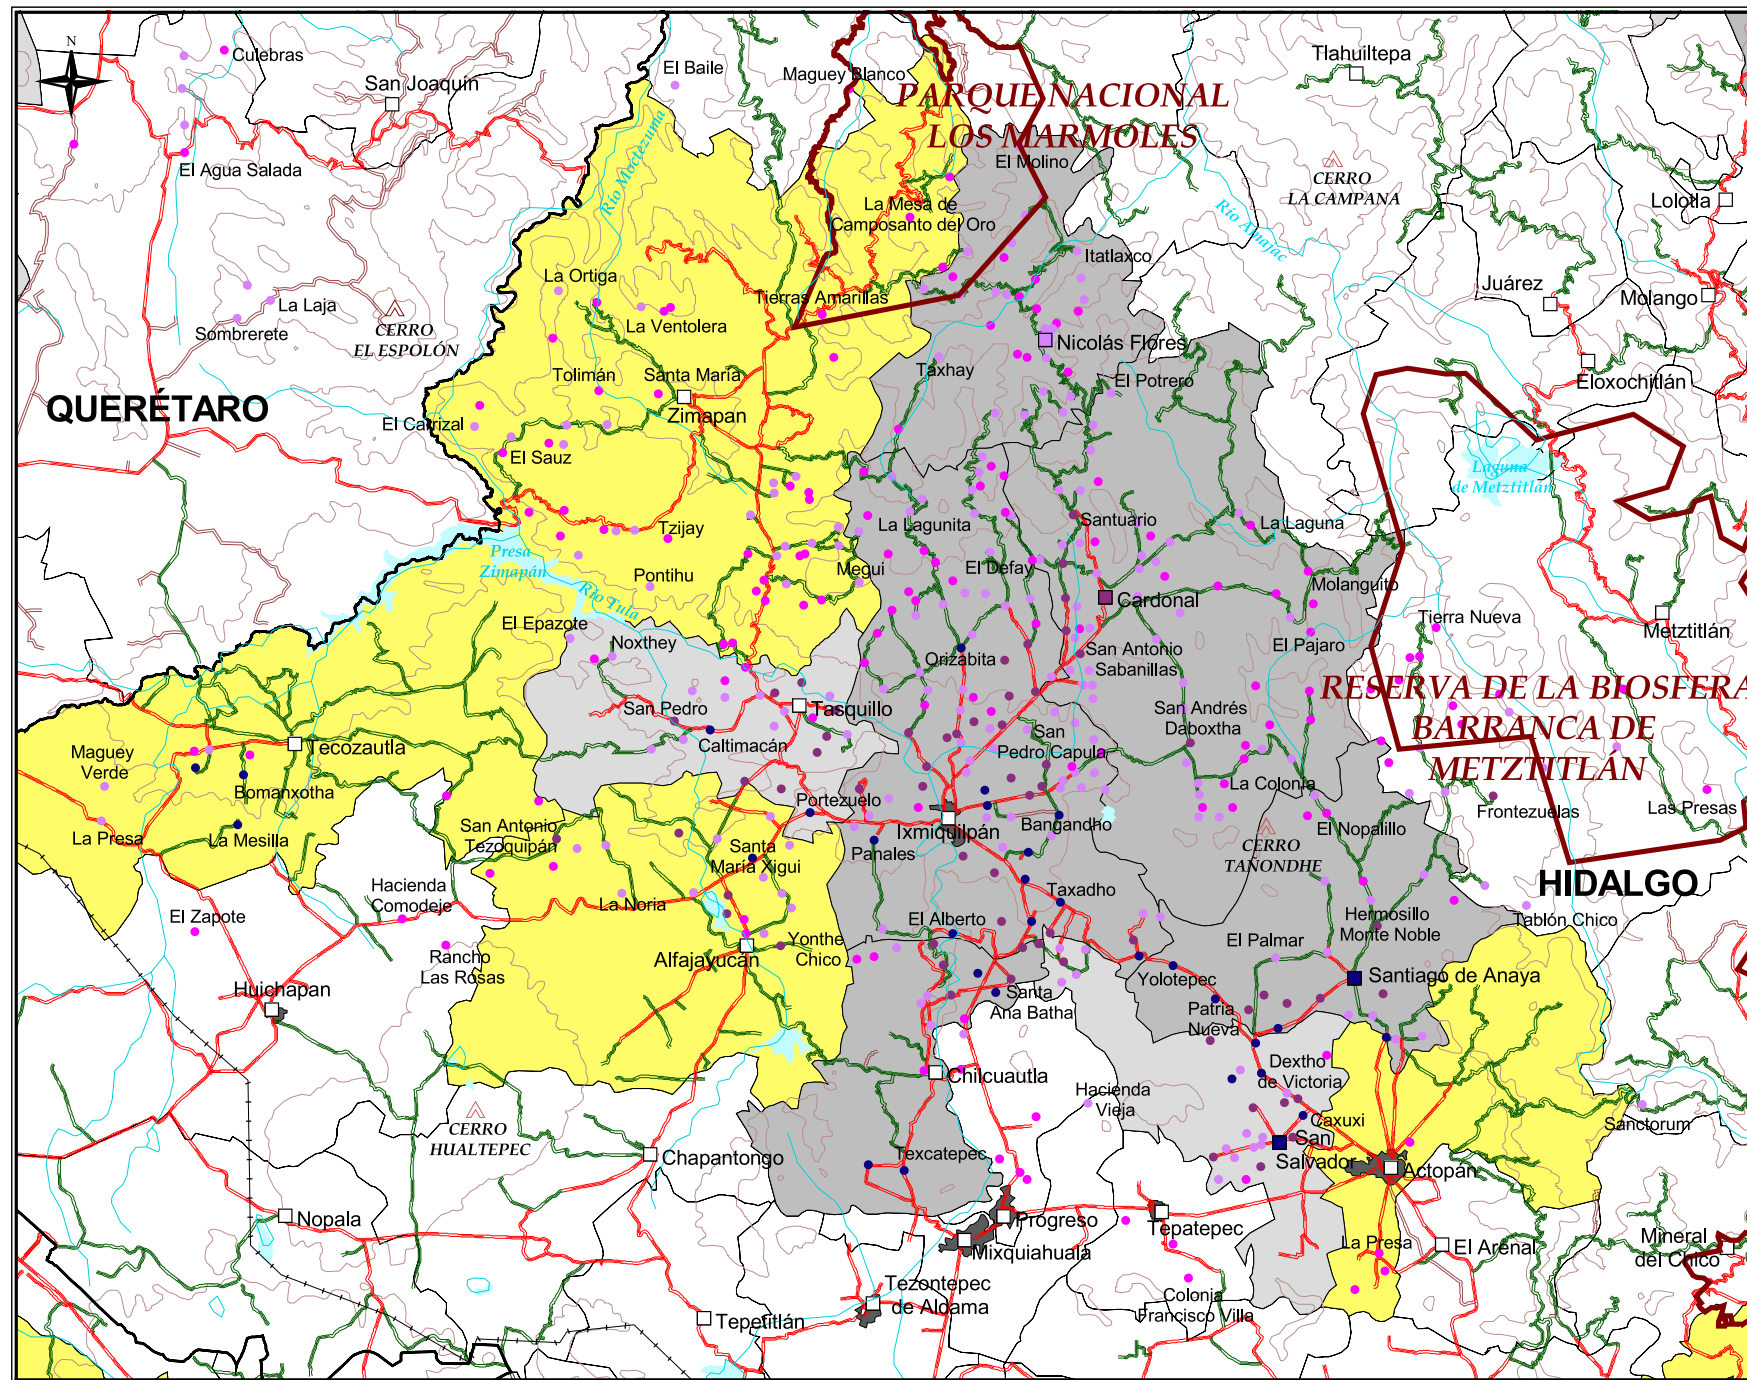 N
Culebras
San Joaquin
El Baile
Maguey Blanco
Tlahuiltepa
PARQUE NACIONAL
LOS MARMOLES
El Molino
El Agua Salada
Rio Moctezuma
CERRO
LA CAMPANA
Lolotla
La Mesa de
Camposanto del Oro
Rio Amajac
Itatlaxco
La Ortiga
Juárez
Molango
La Laja
Tierras Amarillas
Sombrerete
CERRO
EL ESPOLÓN
La Ventolera
Nicolás Flores
Taxhay
El Potrero
Eloxochitlán
Tolimán
Santa María
QUERÉTARO
Zimapan
El Carrizal
El Sauz
Laguna
de Metztitlán
La Lagunita
Santuario
La Laguna
Tzijay
Presa
Zimapán
Pontihu
Megui
El Defay
Molanguito
Rio Tula
Cardonal
El Epazote
Noxthey
Tierra Nueva
Metztitlán
Orizabita
San Antonio
Sabanillas
El Pajaro
RESERVA DE LA BIOSFERA
BARRANCA DE
METZTITLÁN
San Pedro
Tasquillo
San Andrés
Daboxtha
Caltimacán
San
Pedro Capula
Tecozautla
Maguey
Verde
Bomanxotha
La Colonia
Portezuelo
Frontezuelas
Las Presas
La Presa
La Mesilla
San Antonio
Tezoquipán
Ixmiquilpán
Bangandho
El Nopalillo
Santa
María Xigui
Panales
CERRO
TAÑONDHE
HIDALGO
Hacienda
Comodeje
La Noria
Taxadho
El Zapote
El Alberto
Hermosillo
Monte Noble
Tablón Chico
Yonthe
Chico
El Palmar
Rancho
Las Rosas
Alfajayucán
Huichapan
Yolotepec
Santiago de Anaya
Santa
Ana Batha
Patria
Nueva
Chilcuautla
Dextho
de Victoria
Hacienda
Vieja
CERRO
HUALTEPEC
Caxuxi
Sanctorum
San
Salvador
Chapantongo
Texcatepec
Actopán
Nopala
Progreso
Tepatepec
Mixquiahuala
La Presa
El Arenal
Mineral
del Chico
Tezontepec
de Aldama
Colonia
Francisco Villa
Tepetitlán